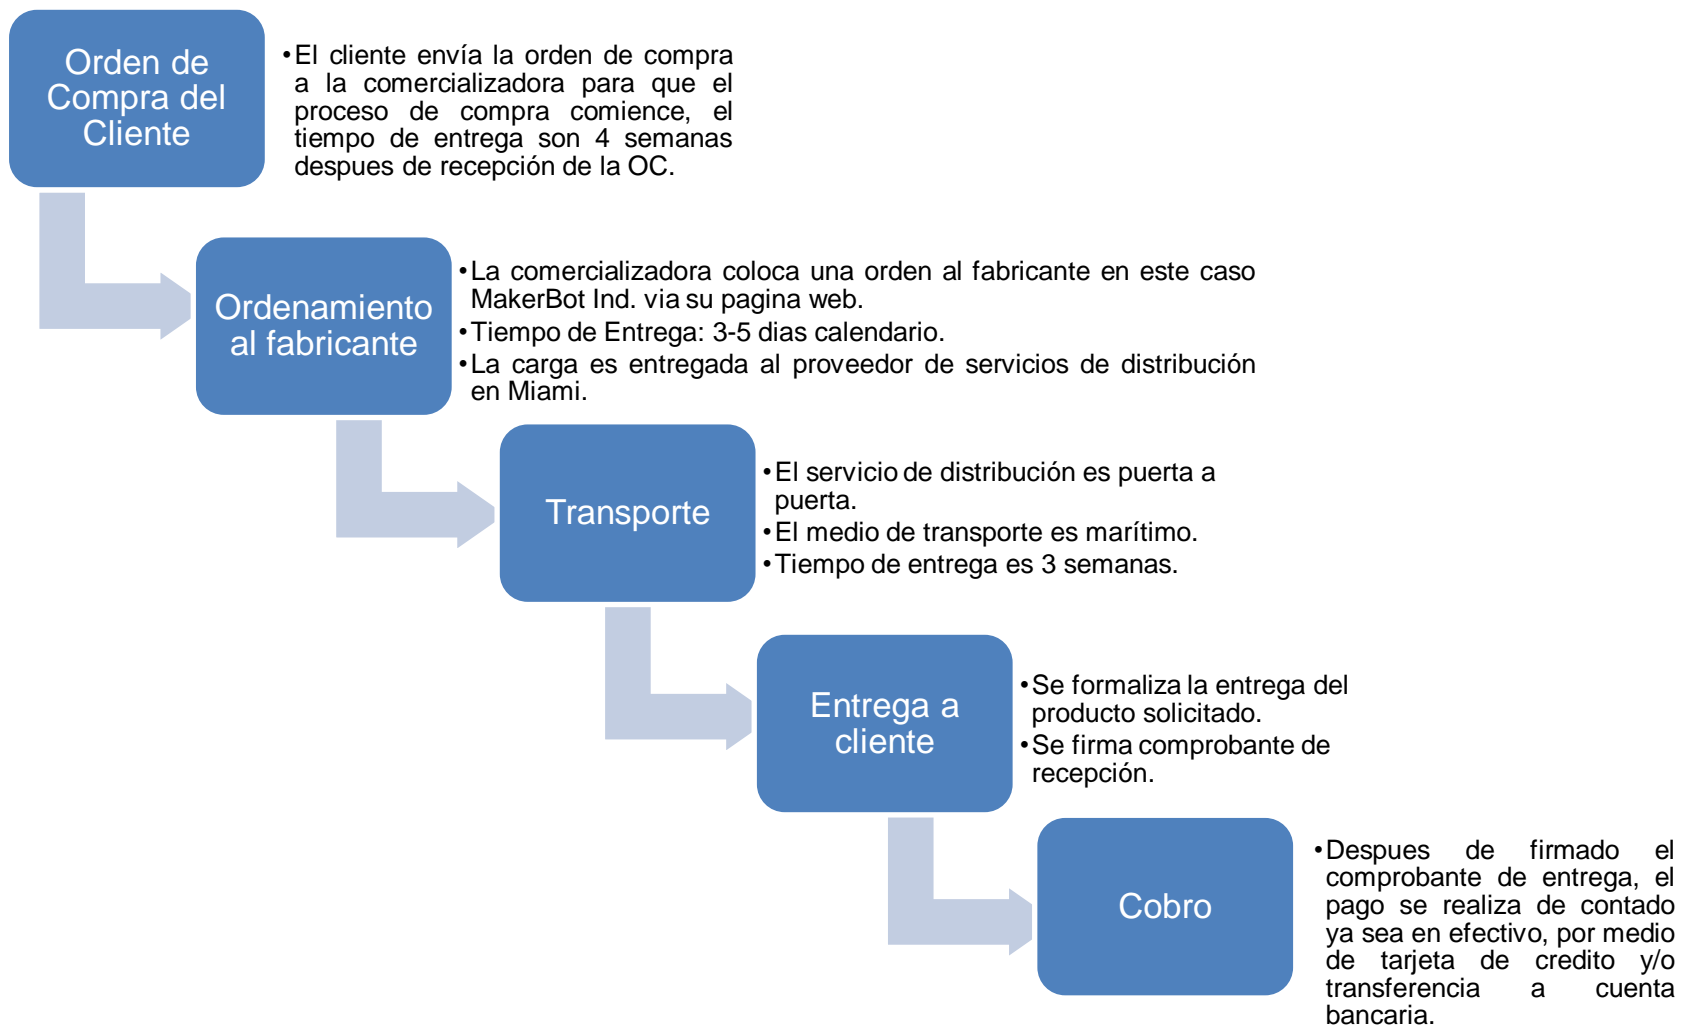 Orden de
Compra del
Cliente
•El cliente envía la orden de compra
a la comercializadora para que el
proceso de compra comience, el
tiempo de entrega son 4 semanas
despues de recepción de la OC.
Ordenamiento
al fabricante
•La comercializadora coloca una orden al fabricante en este caso
MakerBot Ind. via su pagina web.
•Tiempo de Entrega: 3-5 dias calendario.
•La carga es entregada al proveedor de servicios de distribución
en Miami.
Transporte
•El servicio de distribución es puerta a
puerta.
•El medio de transporte es marítimo.
•Tiempo de entrega es 3 semanas.
Entrega a
cliente
•Se formaliza la entrega del
producto solicitado.
•Se firma comprobante de
recepción.
Cobro
•Despues de firmado el
comprobante de entrega, el
pago se realiza de contado
ya sea en efectivo, por medio
de tarjeta de credito y/o
transferencia a cuenta
bancaria.